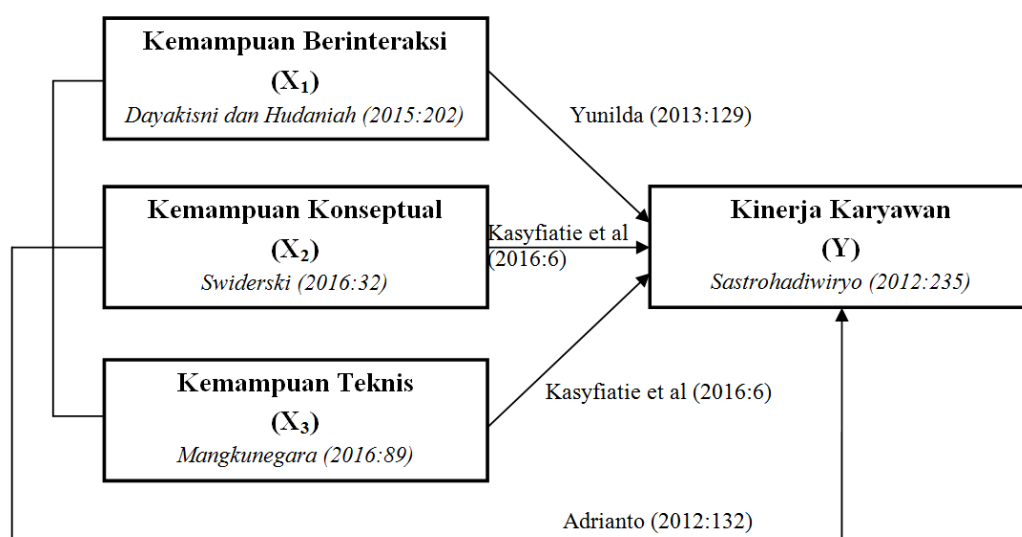 Kemampuan Berinteraksi
(X₁)
Dayakisni dan Hudaniah (2015:202)
Yunilda (2013:129)
Kemampuan Konseptual
(X₂)
Swiderski (2016:32)
Kasyfiatie et al
(2016:6)
Kinerja Karyawan
(Y)
Sastrohadiwiryo (2012:235)
Kemampuan Teknis
(X₃)
Mangkunegara (2016:89)
Kasyfiatie et al (2016:6)
Adrianto (2012:132)